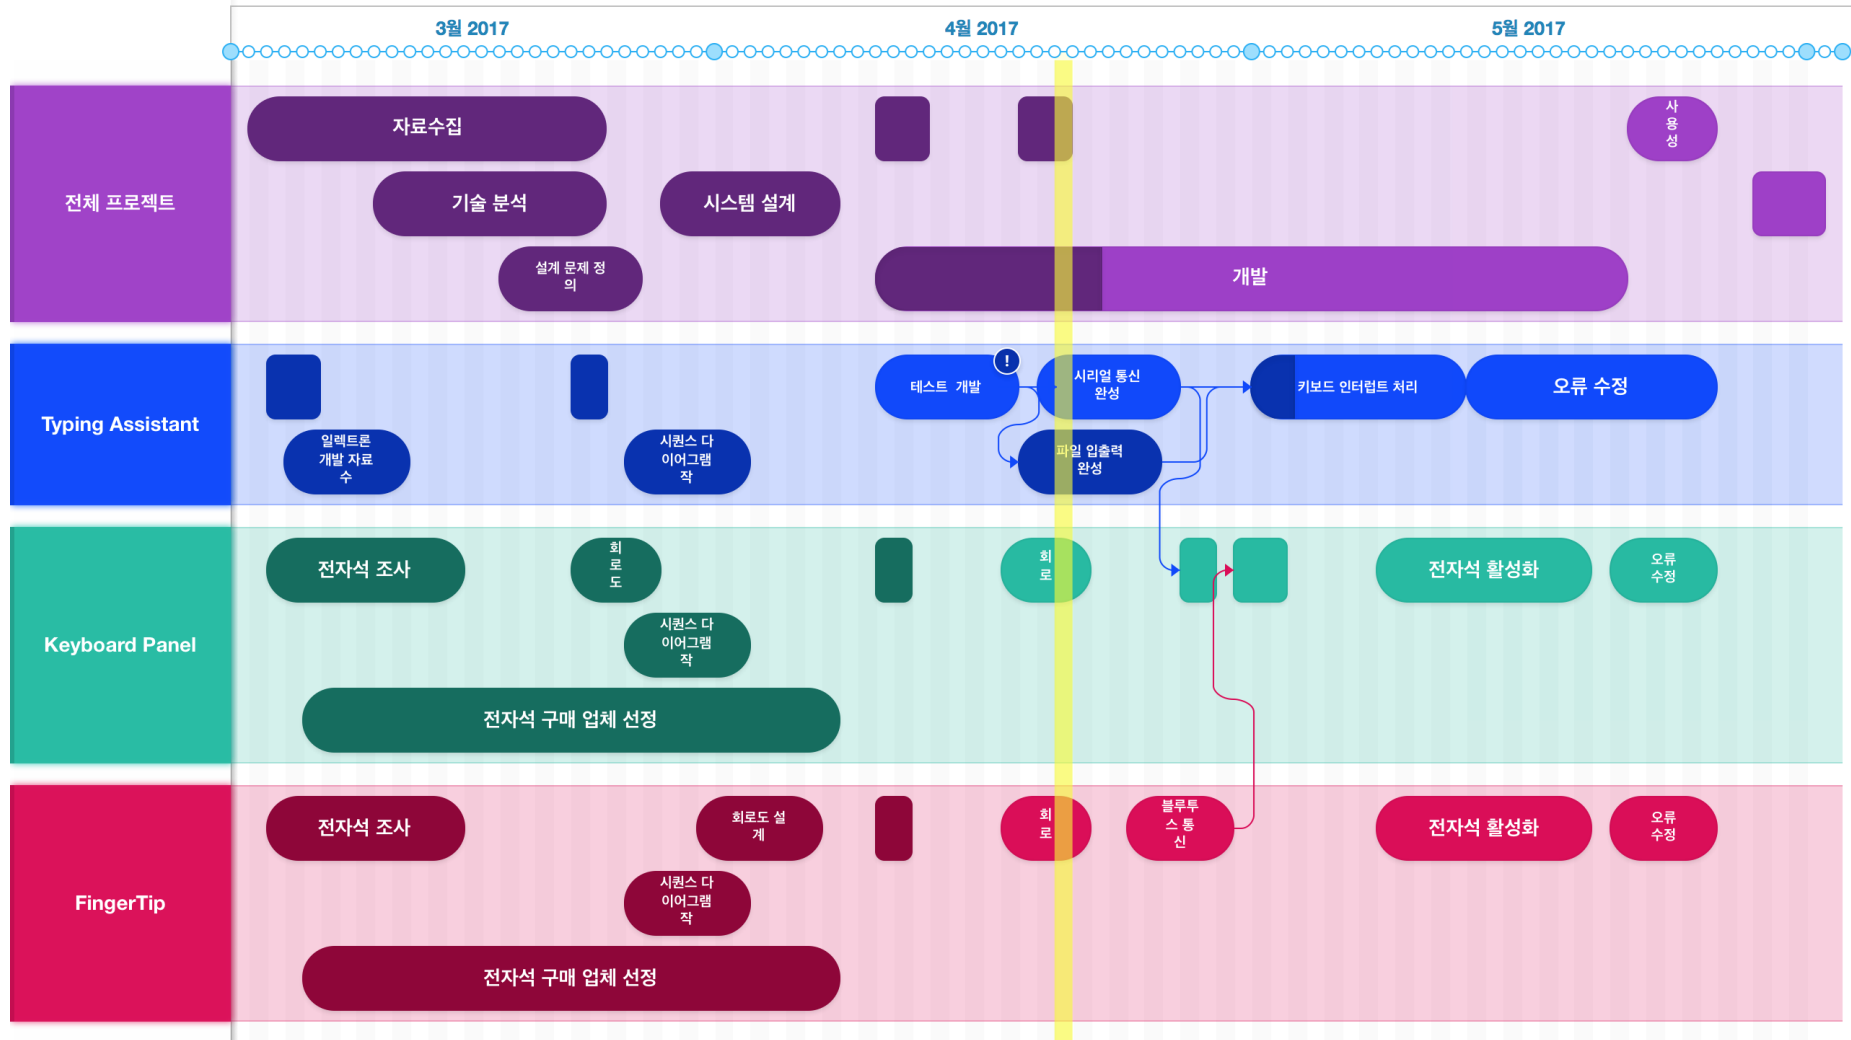 3월 2017
4월 2017
5월 2017
전체 프로젝트
자료수집
사
용
성
기술 분석
시스템 설계
설계 문제 정
의
개발
Typing Assistant
테스트 개발
!
시리얼 통신
완성
키보드 인터럽트 처리
오류 수정
일렉트론
개발 자료
수
시퀀스 다
이어그램
작
파일 입출력
완성
Keyboard Panel
전자석 조사
회
로
도
회
로
전자석 활성화
오류
수정
시퀀스 다
이어그램
작
전자석 구매 업체 선정
FingerTip
전자석 조사
회로도 설
계
회
로
블루투
스 통
신
전자석 활성화
오류
수정
시퀀스 다
이어그램
작
전자석 구매 업체 선정